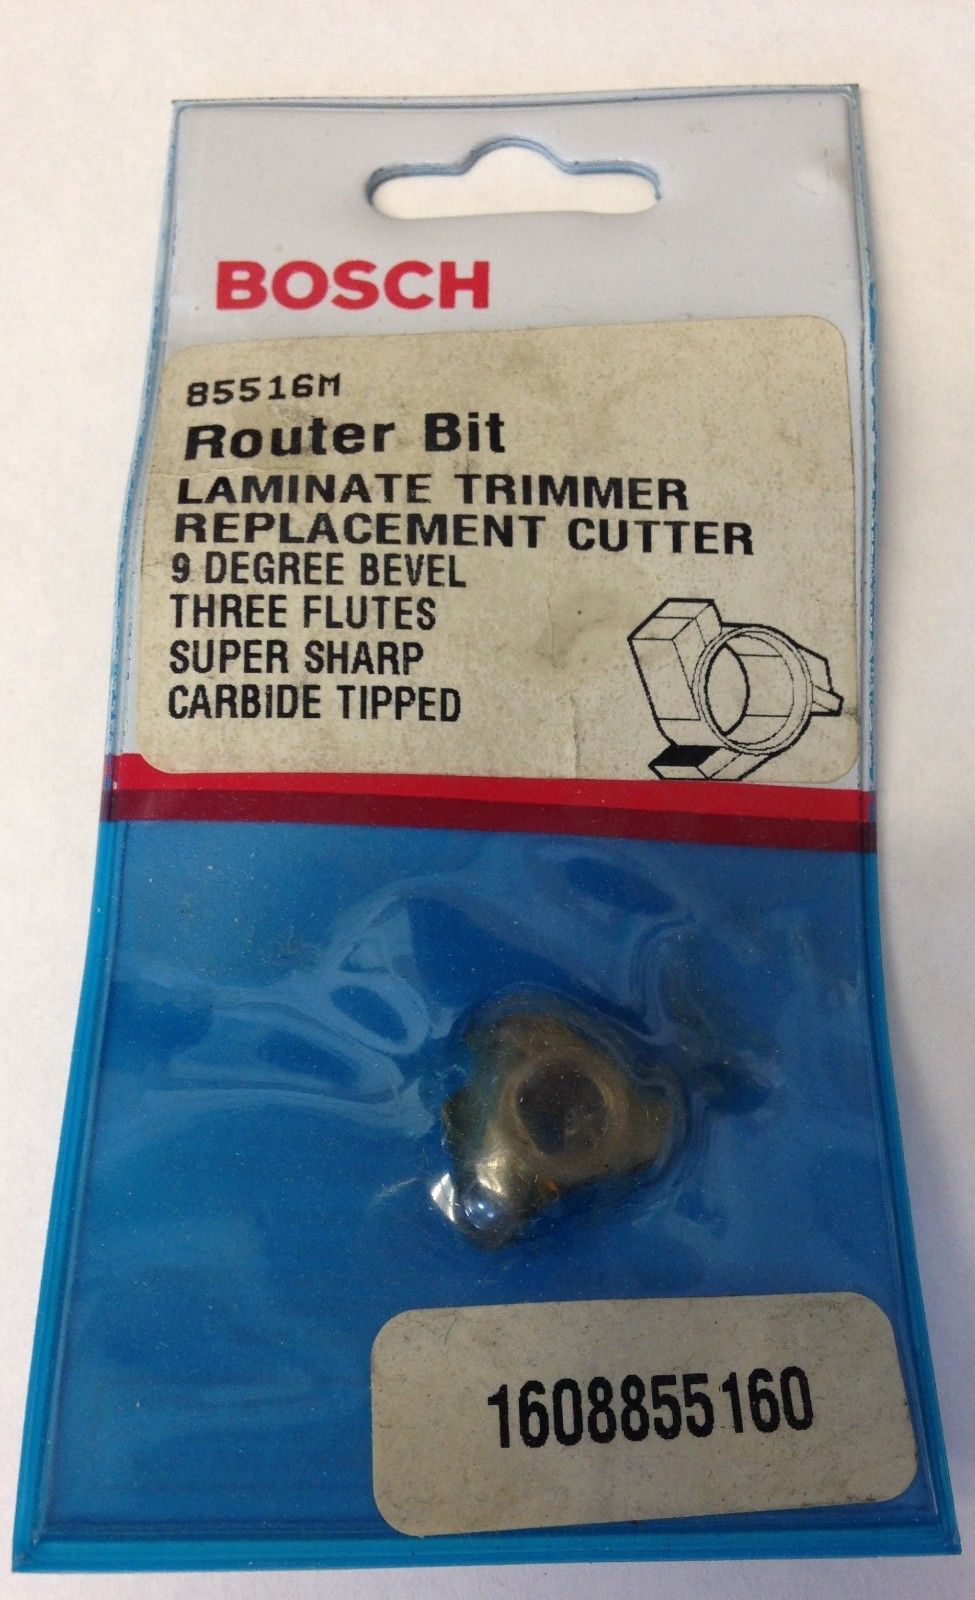 BOSCH
85516M
Router Bit
LAMINATE TRIMMER
REPLACEMENT CUTTER
9 DEGREE BEVEL
THREE FLUTES
SUPER SHARP
CARBIDE TIPPED
1608855160